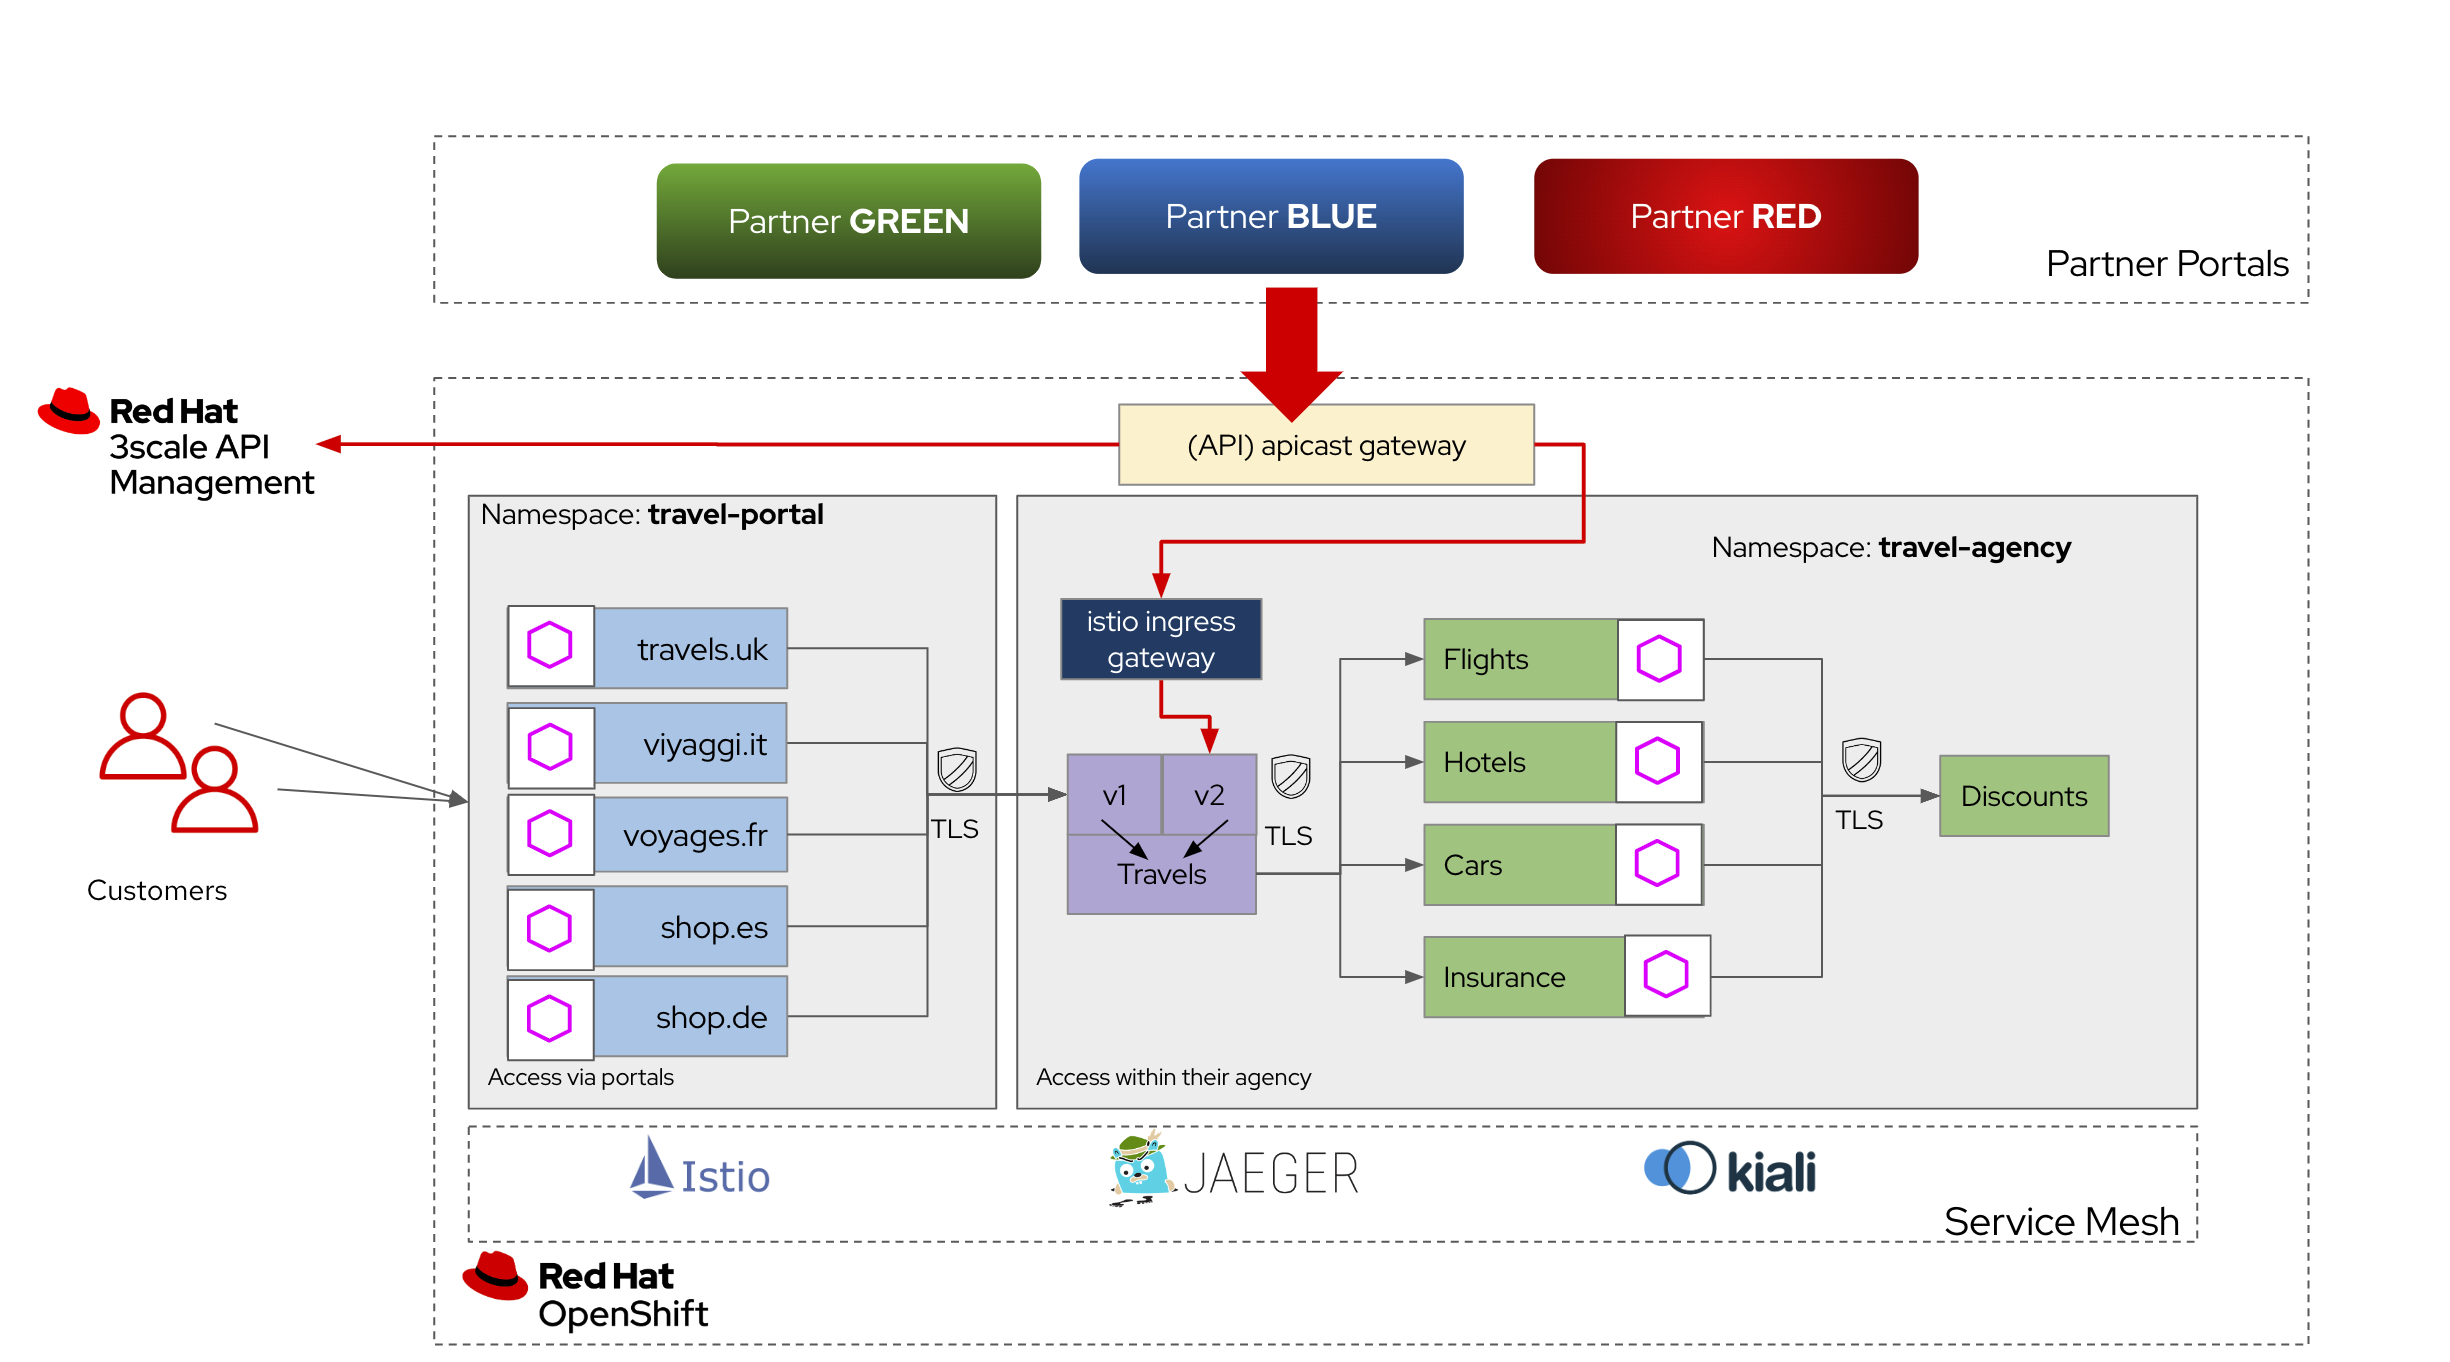 Partner GREEN
Partner BLUE
Partner RED
Partner Portals
Red Hat
3scale API
Management
(API) apicast gateway
Namespace: travel-portal
Namespace: travel-agency
travels.uk
viyaggi.it
voyages.fr
shop.es
shop.de
Access via portals
TLS
Customers
istio ingress
gateway
v1
v2
Travels
TLS
Flights
Hotels
Cars
Insurance
TLS
Discounts
Access within their agency
Istio
JAEGER
kiali
Service Mesh
Red Hat
OpenShift